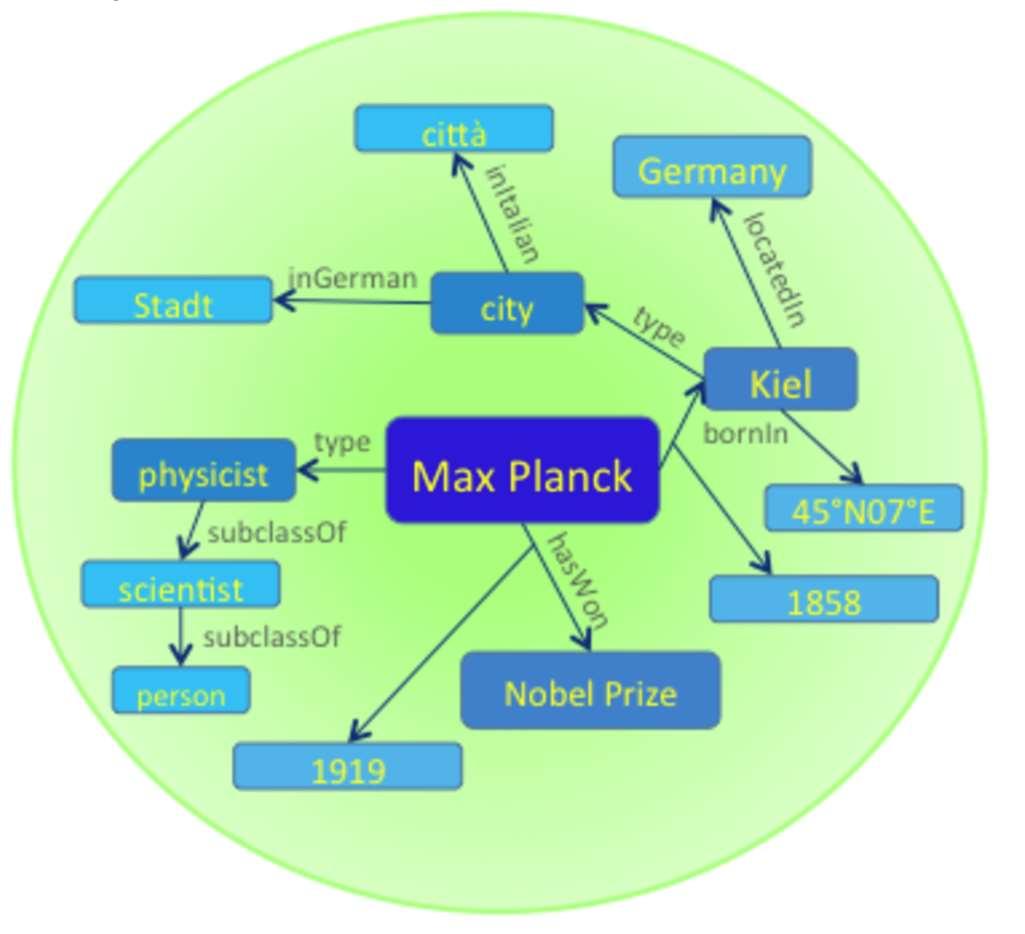 città
Germany
inItalian
locatedIn
inGerman
Stadt
city
type
Kiel
bornIn
type
Max Planck
physicist
45°N07°E
subclassOf
hasWon
scientist
1858
subclassOf
person
Nobel Prize
1919